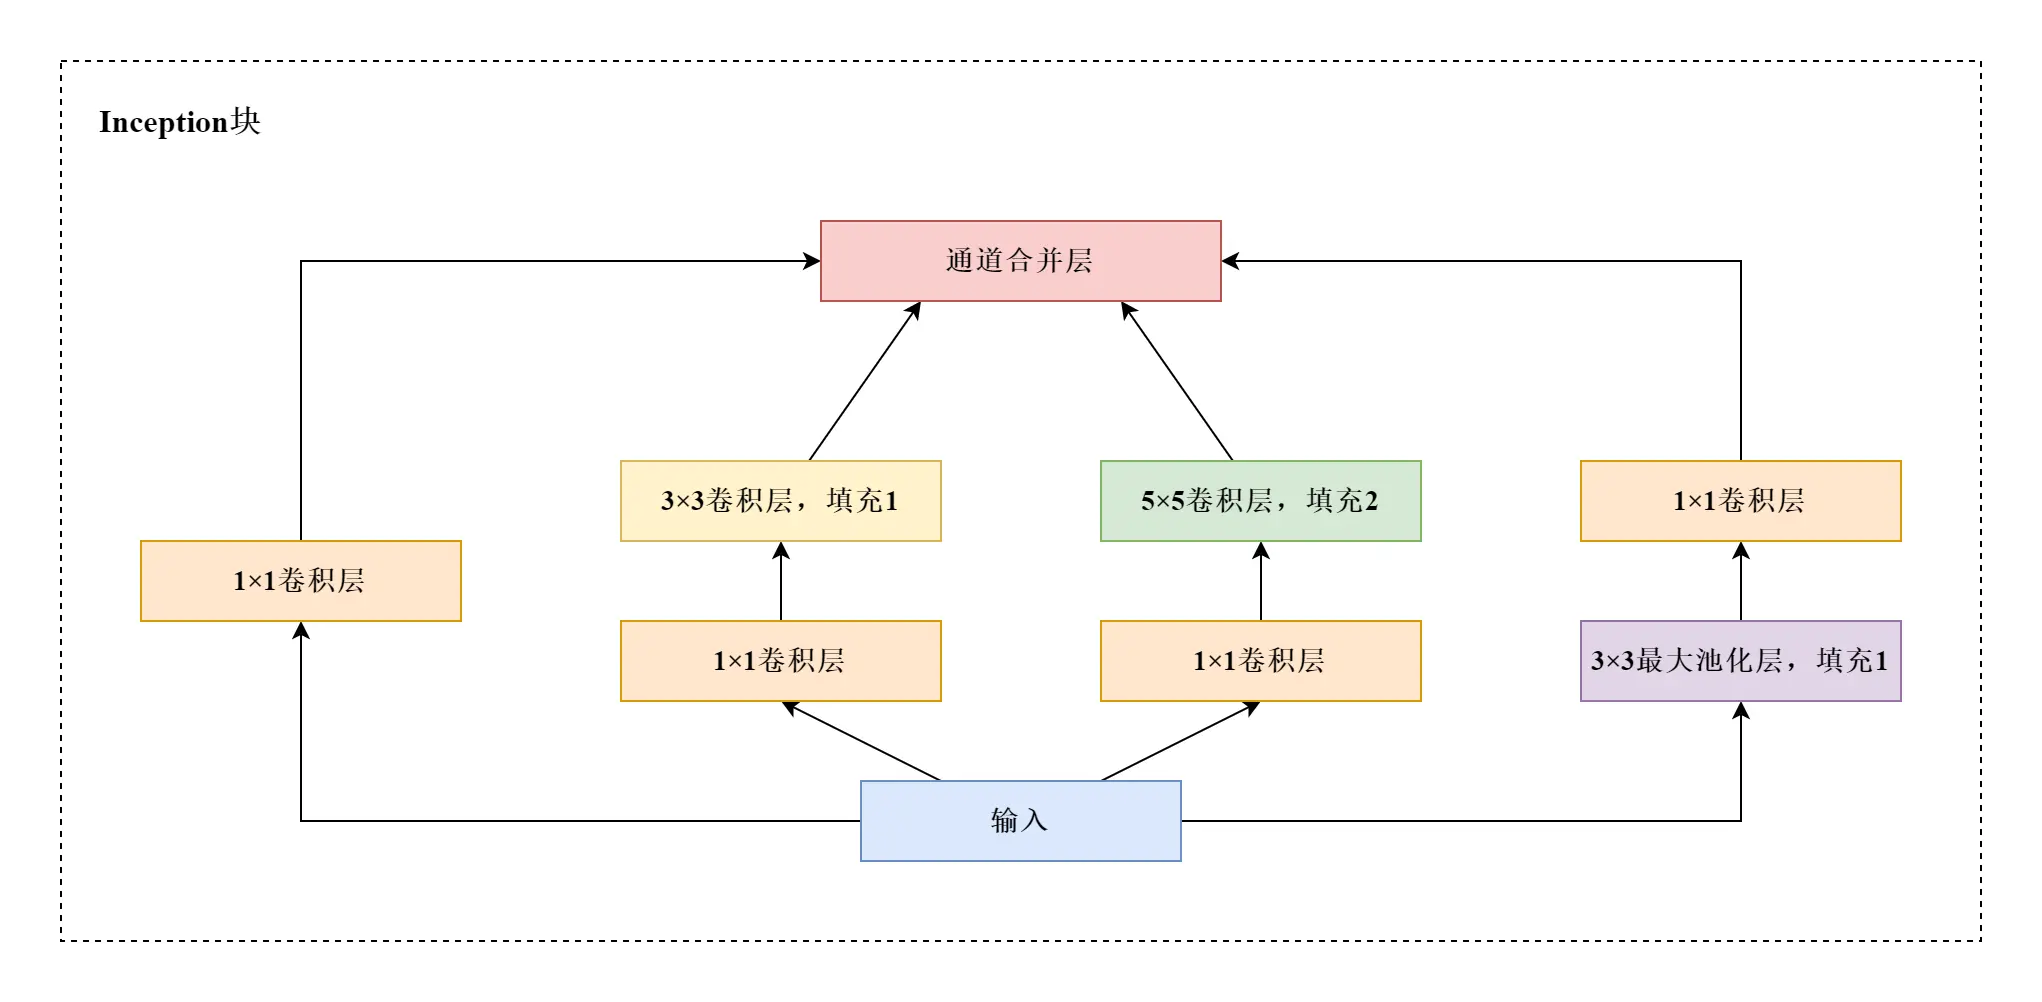 Inception块
通道合并层
3×3卷积层，填充1
5×5卷积层，填充2
1×1卷积层
1×1卷积层
1×1卷积层
1×1卷积层
3×3最大池化层，填充1
输入